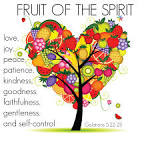 FRUIT OF THE SPIRIT
love,
joy,
peace,
patience,
kindness,
goodness,
faithfulness,
gentleness,
and self-control
Galatians 5:22-23